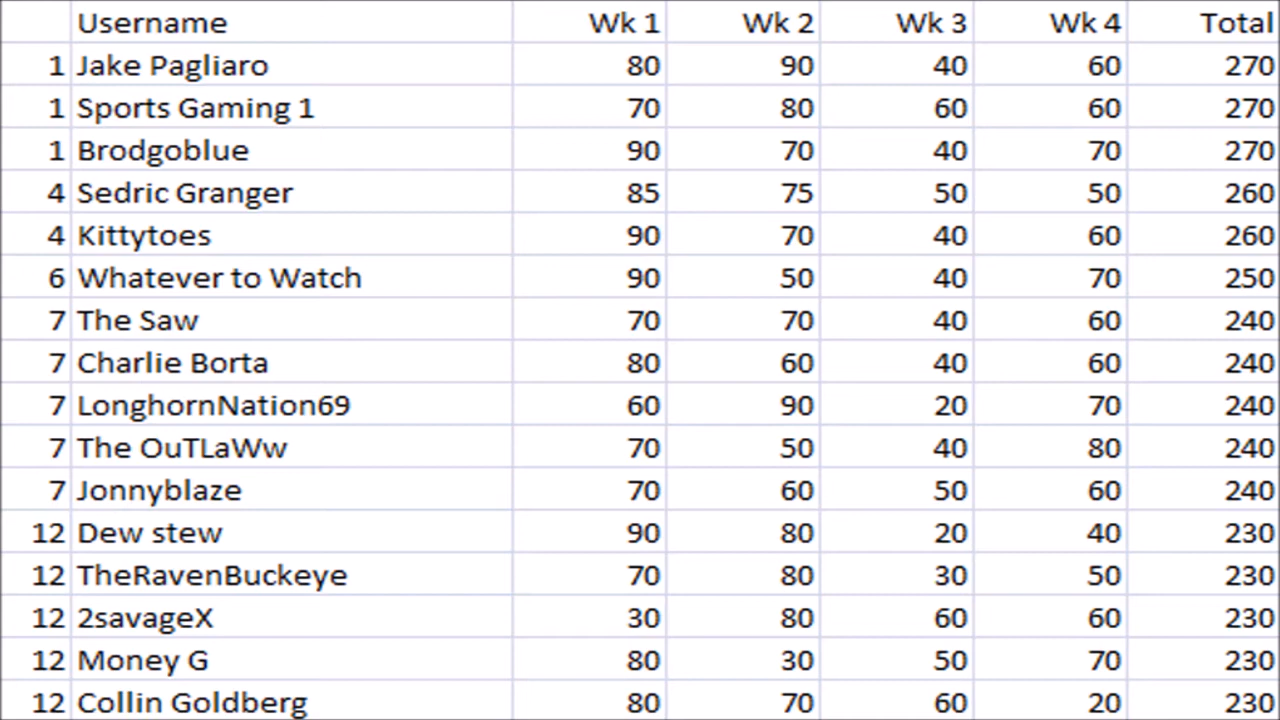 Username Wk 1 Wk 2 Wk 3 Wk 4 Total
1 Jake Pagliaro 80 90 40 60 270
1 Sports Gaming 1 70 80 60 60 270
1 Brodgoblue 90 70 40 70 270
4 Sedric Granger 85 75 50 50 260
4 Kittytoes 90 70 40 60 260
6 Whatever to Watch 90 50 40 70 250
7 The Saw 70 70 40 60 240
7 Charlie Borta 80 60 40 60 240
7 LonghornNation69 60 90 20 70 240
7 The OuTLaWw 70 50 40 80 240
7 Jonnyblaze 70 60 50 60 240
12 Dew stew 90 80 20 40 230
12 TheRavenBuckeye 70 80 30 50 230
12 2savageX 30 80 60 60 230
12 Money G 80 30 50 70 230
12 Collin Goldberg 80 70 60 20 230